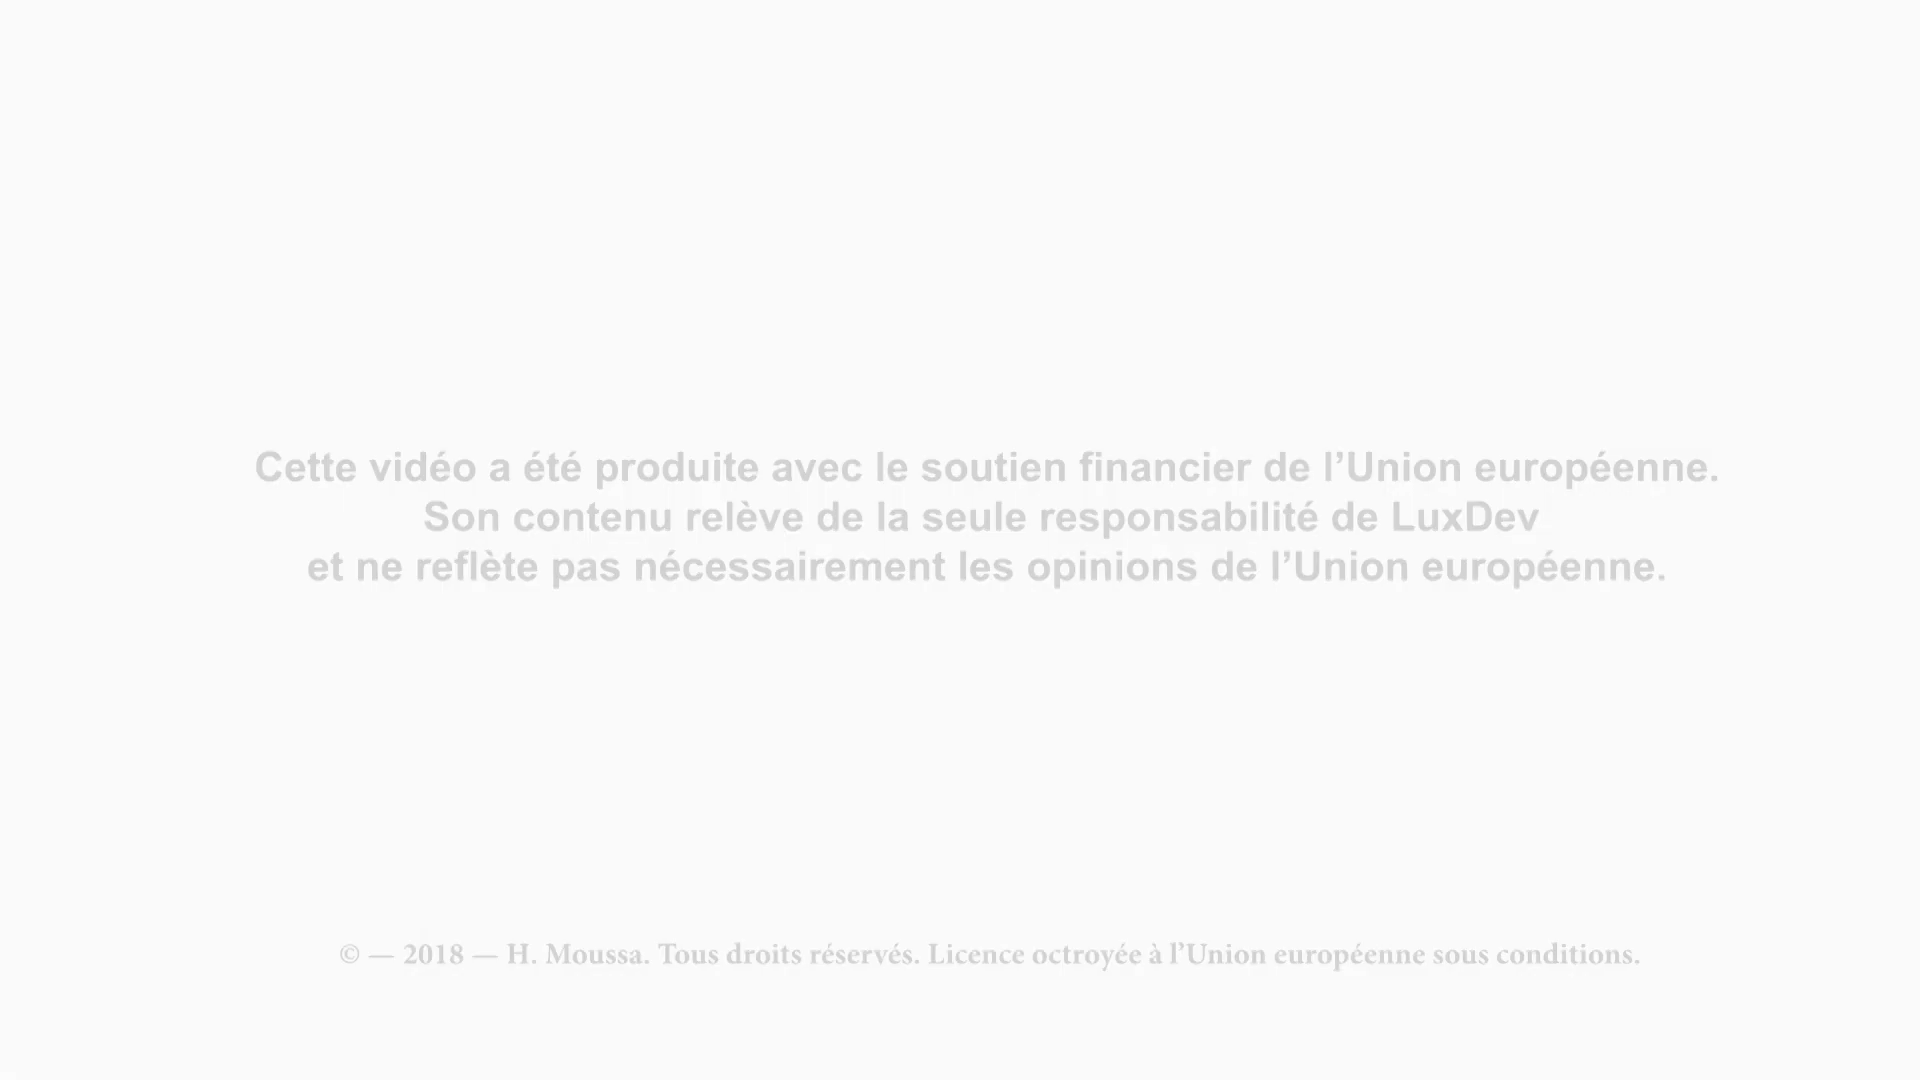 Cette vidéo a été produite avec le soutien financier de l’Union européenne.
Son contenu relève de la seule responsabilité de LuxDev
et ne reflète pas nécessairement les opinions de l’Union européenne.
© — 2018 — H. Moussa. Tous droits réservés. Licence octroyée à l’Union européenne sous conditions.